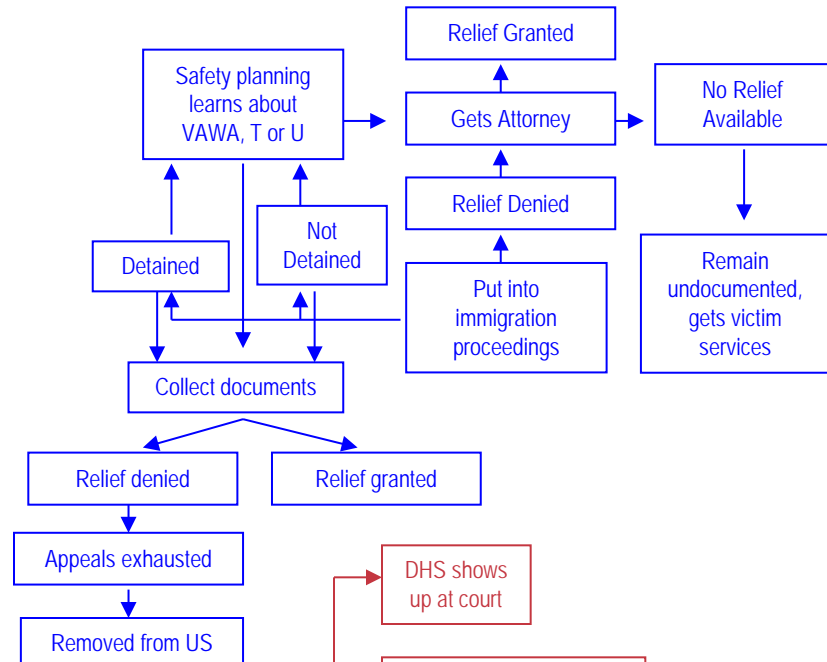 Relief Granted
Safety planning
learns about
VAWA, T or U
Gets Attorney
No Relief
Available
Relief Denied
Not
Detained
Detained
Put into
immigration
proceedings
Remain
undocumented,
gets victim
services
Collect documents
Relief denied
Relief granted
Appeals exhausted
DHS shows
up at court
Removed from US